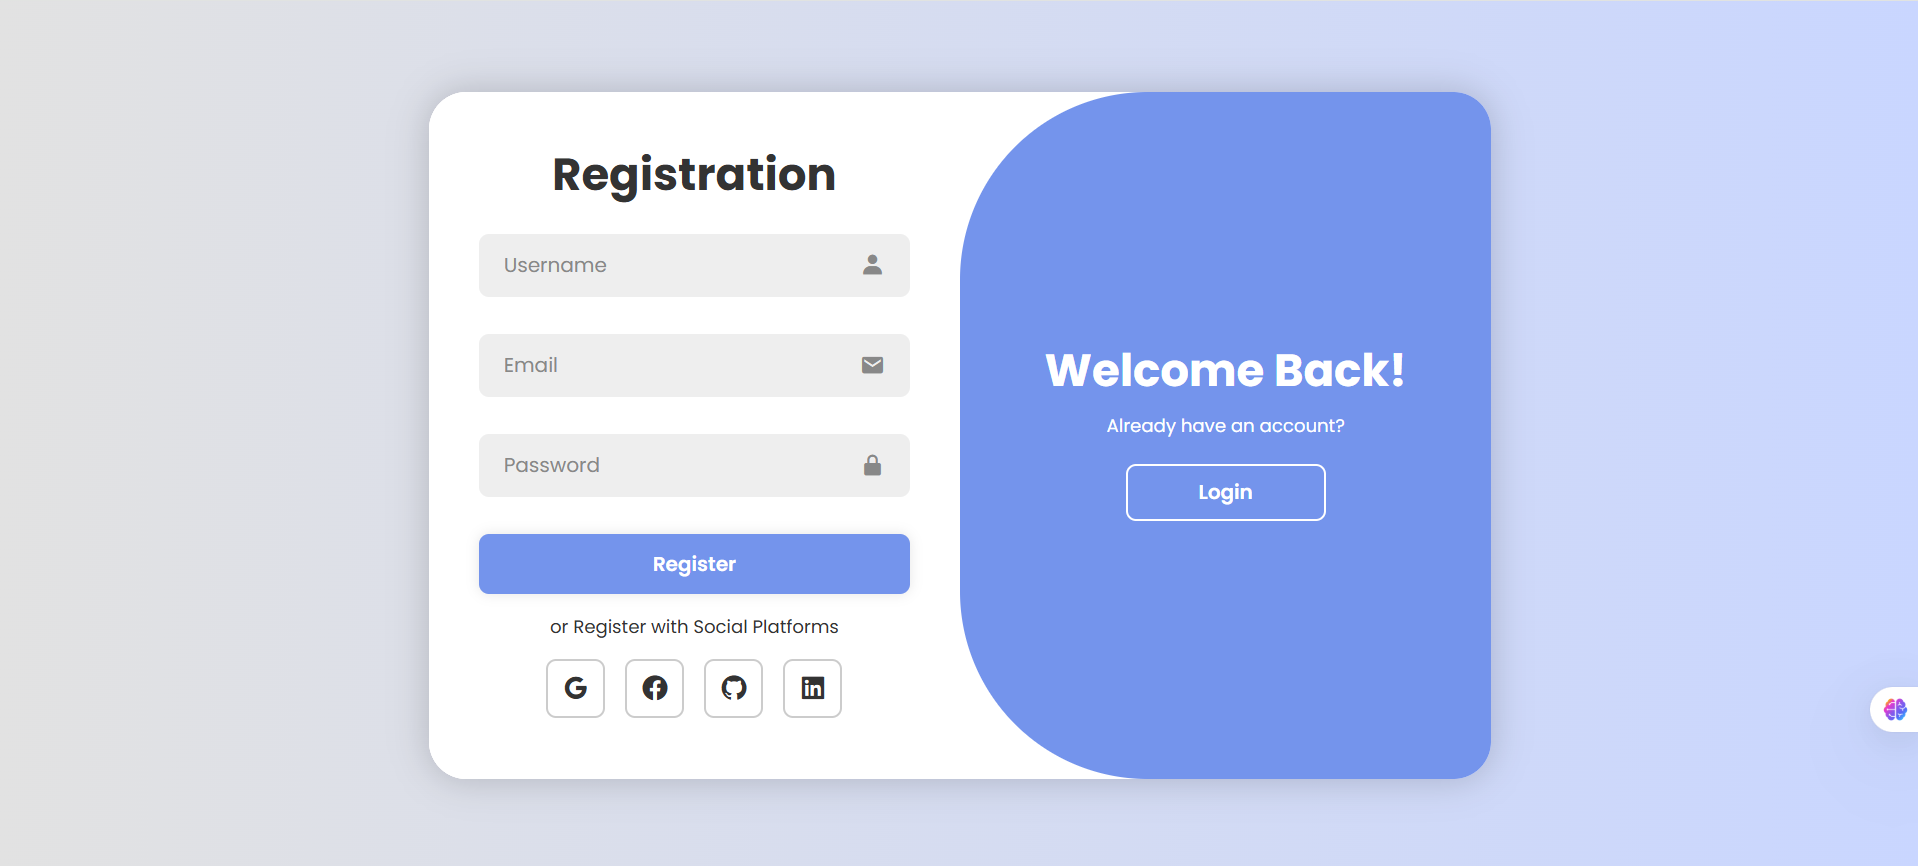 Registration
Username
Email
Password
Register
or Register with Social Platforms
Welcome Back!
Already have an account?
Login